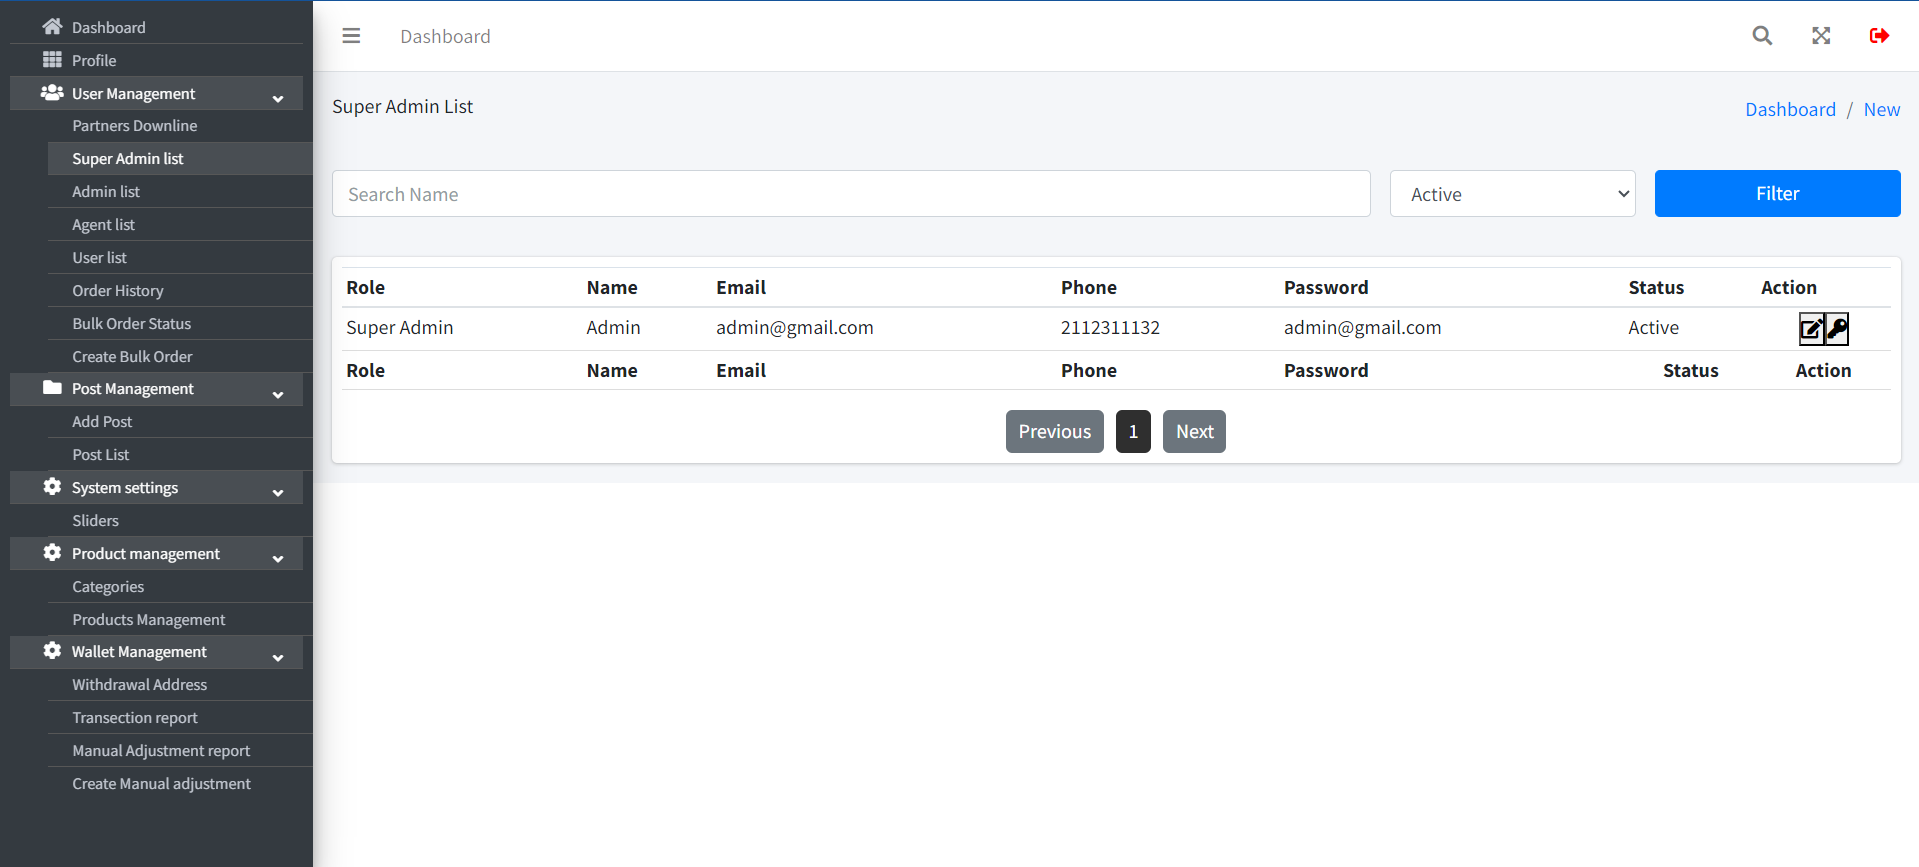 Dashboard
Profile
User Management
Partners Downline
Super Admin list
Admin list
Agent list
User list
Order History
Bulk Order Status
Create Bulk Order
Post Management
Add Post
Post List
System settings
Sliders
Product management
Categories
Products Management
Wallet Management
Withdrawal Address
Transection report
Manual Adjustment report
Create Manual adjustment
Dashboard
Super Admin List
Dashboard / New
Search Name
Active
Filter
Role Name Email Phone Password Status Action
Super Admin Admin admin@gmail.com 2112311132 admin@gmail.com Active
Role Name Email Phone Password Status Action
Previous 1 Next